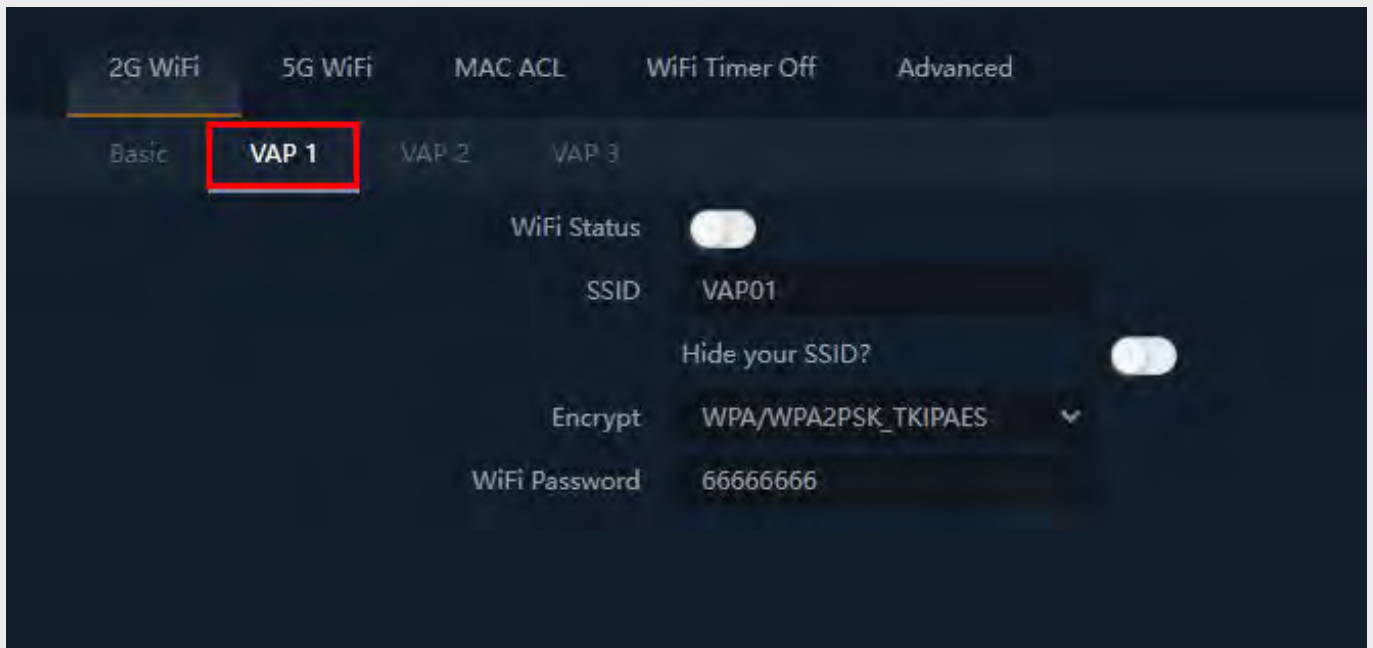 2G WiFi 5G WiFi MAC ACL WiFi Timer Off Advanced
Basic VAP 1 VAP 2 VAP 3
WiFi Status
SSID VAP01
Hide your SSID?
Encrypt WPA/WPA2PSK_TKIPAES
WiFi Password 66666666